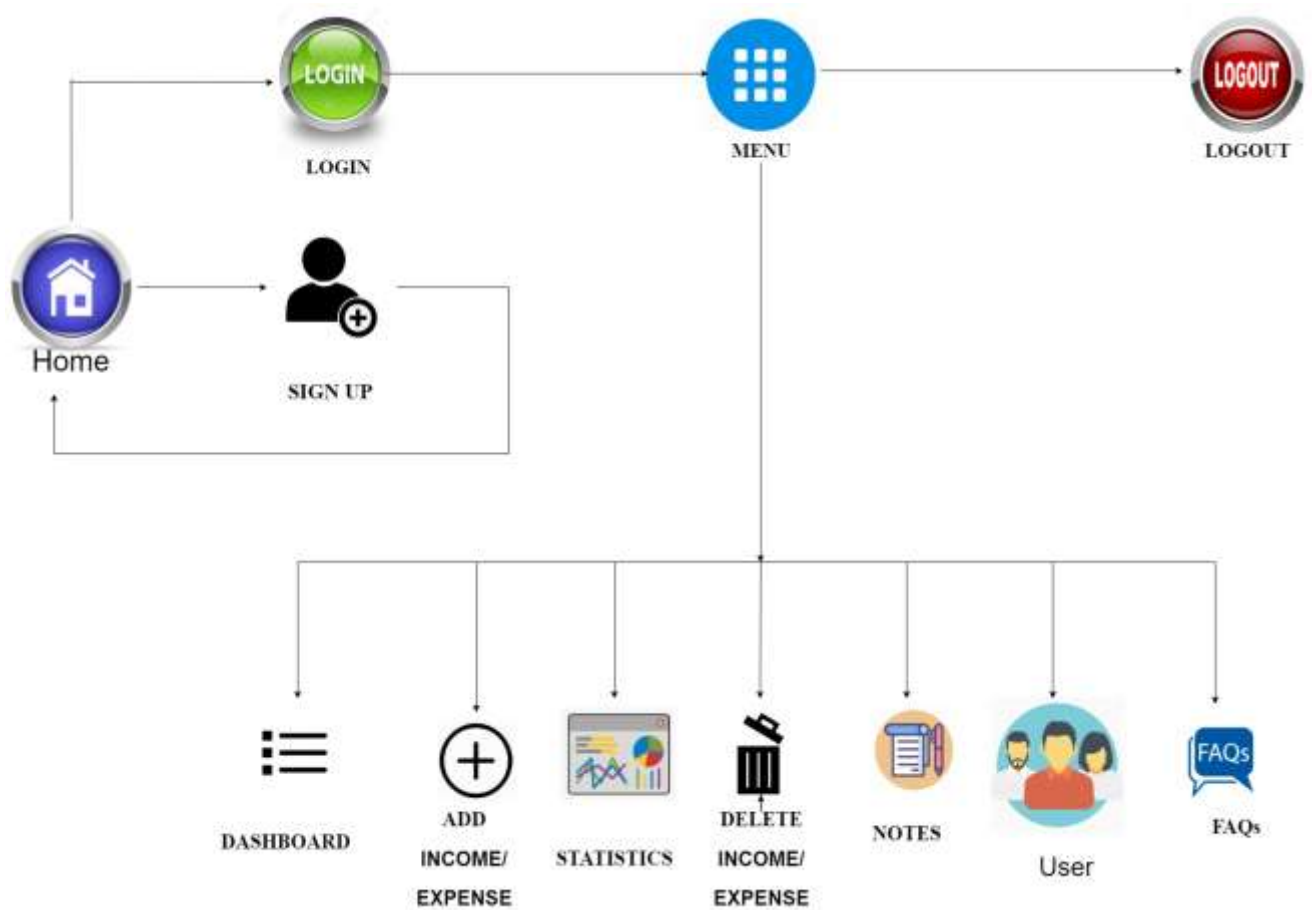 LOGIN
LOGIN
MENU
LOGOUT
LOGOUT
Home
SIGN UP
DASHBOARD
ADD
INCOME/
EXPENSE
STATISTICS
DELETE
INCOME/
EXPENSE
NOTES
User
FAQs
FAQs